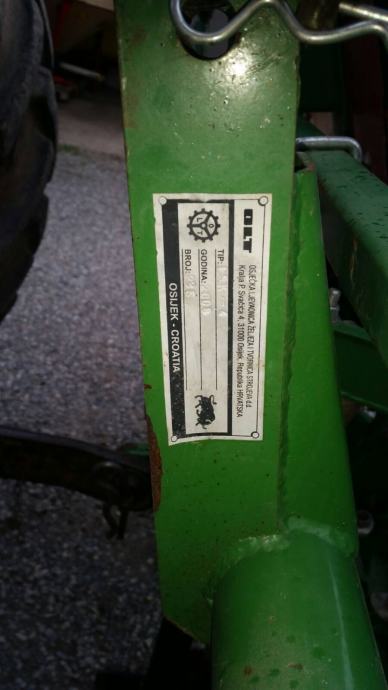 OLT
OSJEČKA LJEVAONICA ŽELJEZA I TVORNICA STROJEVA d.d.
Kralja P. Svačića 4, 31000 Osijek, Republika HRVATSKA
TIP:
GODINA:
BROJ:
OSIJEK - CROATIA